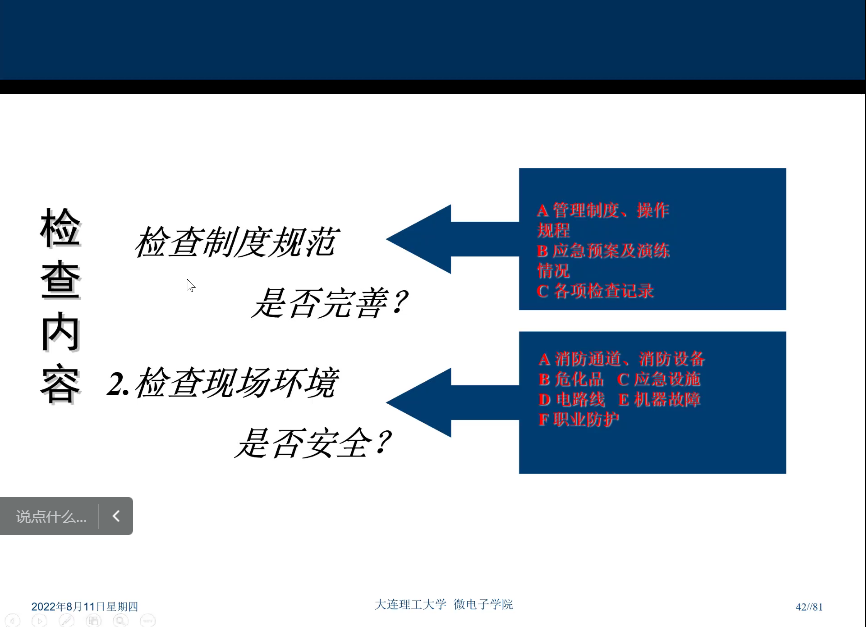 检查内容
检查制度规范
是否完善？
2.检查现场环境
是否安全？
A 管理制度、操作
规程
B 应急预案及演练
情况
C 各项检查记录
A 消防通道、消防设备
B 危化品 C 应急设施
D 电路线 E 机器故障
F 职业防护
说点什么...
2022年8月11日星期四
大连理工大学 微电子学院
42//81